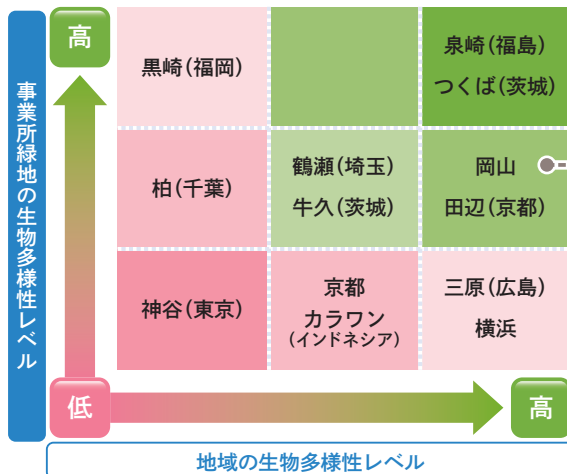 事業所緑地の生物多様性レベル
高
黒崎(福岡)
泉崎(福島)
つくば(茨城)
柏(千葉)
鶴瀬(埼玉)
牛久(茨城)
岡山
田辺(京都)
神谷(東京)
京都
カラワン
(インドネシア)
三原(広島)
横浜
低
高
地域の生物多様性レベル